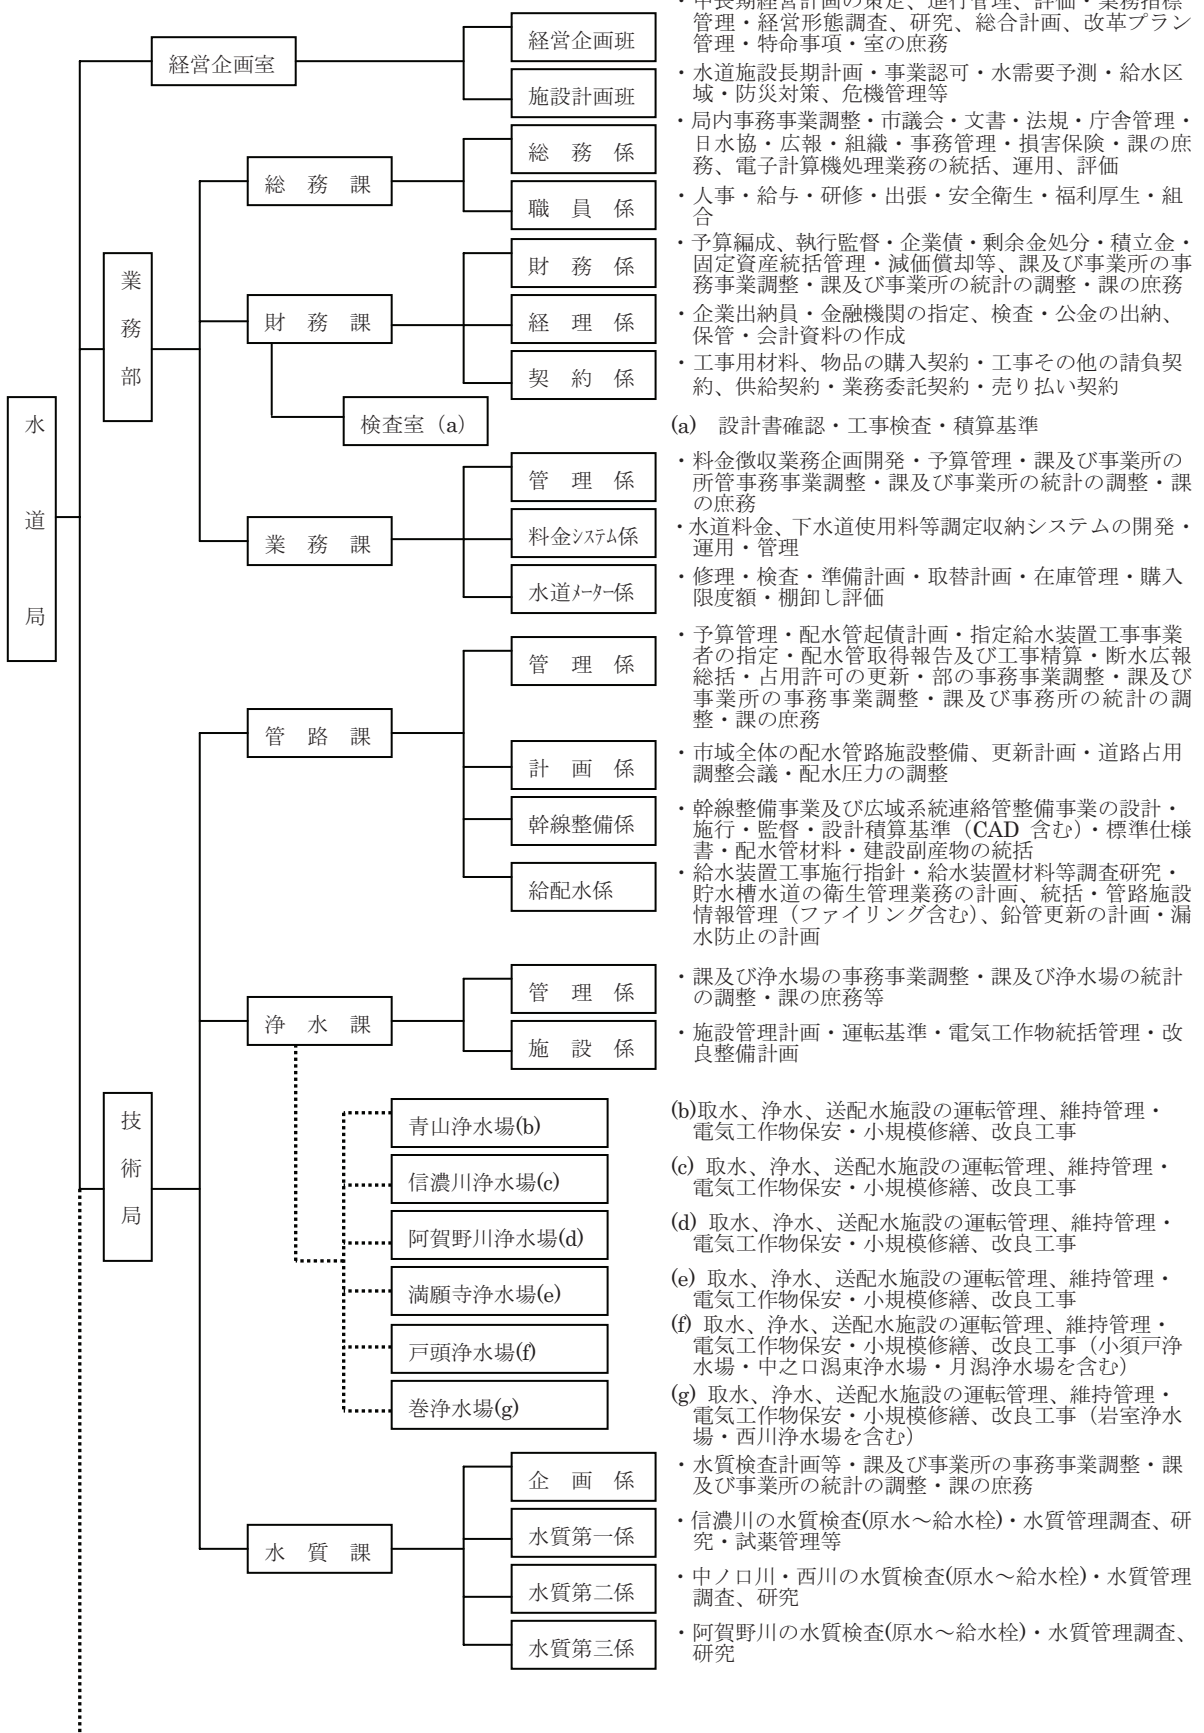 ・中長期経営計画の策定、進行管理、評価・業務指標
経営企画室
経営企画班
管理・経営形態調査、研究、総合計画、改革プラン
管理・特命事項・室の庶務
施設計画班
・水道施設長期計画・事業認可・水需要予測・給水区
域・防災対策、危機管理等
水道局
業務部
総務課
総務係
・局内事務事業調整・市議会・文書・法規・庁舎管理・
日水協・広報・組織・事務管理・損害保険・課の庶
務、電子計算機処理業務の統括、運用、評価
職員係
・人事・給与・研修・出張・安全衛生・福利厚生・組
合
財務課
財務係
・予算編成、執行監督・企業債・剰余金処分・積立金・
固定資産統括管理・減価償却等、課及び事業所の事
務事業調整・課及び事業所の統計の調整・課の庶務
経理係
・企業出納員・金融機関の指定、検査・公金の出納、
保管・会計資料の作成
契約係
・工事用材料、物品の購入契約・工事その他の請負契
約、供給契約・業務委託契約・売り払い契約
検査室（a）
(a) 設計書確認・工事検査・積算基準
業務課
管理係
・料金徴収業務企画開発・予算管理・課及び事業所の
所管事務事業調整・課及び事業所の統計の調整・課
の庶務
料金ｼｽﾃﾑ係
・水道料金、下水道使用料等調定収納システムの開発・
運用・管理
水道ﾒｰﾀｰ係
・修理・検査・準備計画・取替計画・在庫管理・購入
限度額・棚卸し評価
技術局
管路課
管理係
・予算管理・配水管起債計画・指定給水装置工事事業
者の指定・配水管取得報告及び工事精算・断水広報
総括・占用許可の更新・部の事務事業調整・課及び
事業所の事務事業調整・課及び事務所の統計の調
整・課の庶務
計画係
・市域全体の配水管路施設整備、更新計画・道路占用
調整会議・配水圧力の調整
幹線整備係
・幹線整備事業及び広域系統連絡管整備事業の設計・
施行・監督・設計積算基準（CAD 含む）・標準仕様
書・配水管材料・建設副産物の統括
給配水係
・給水装置工事施行指針・給水装置材料等調査研究・
貯水槽水道の衛生管理業務の計画、統括・管路施設
情報管理（ファイリング含む）、鉛管更新の計画・漏
水防止の計画
浄水課
管理係
・課及び浄水場の事務事業調整・課及び浄水場の統計
の調整・課の庶務等
施設係
・施設管理計画・運転基準・電気工作物統括管理・改
良整備計画
青山浄水場(b)
(b)取水、浄水、送配水施設の運転管理、維持管理・
電気工作物保安・小規模修繕、改良工事
信濃川浄水場(c)
(c) 取水、浄水、送配水施設の運転管理、維持管理・
電気工作物保安・小規模修繕、改良工事
阿賀野川浄水場(d)
(d) 取水、浄水、送配水施設の運転管理、維持管理・
電気工作物保安・小規模修繕、改良工事
満願寺浄水場(e)
(e) 取水、浄水、送配水施設の運転管理、維持管理・
電気工作物保安・小規模修繕、改良工事
戸頭浄水場(f)
(f) 取水、浄水、送配水施設の運転管理、維持管理・
電気工作物保安・小規模修繕、改良工事（小須戸浄
水場・中之口潟東浄水場・月潟浄水場を含む）
巻浄水場(g)
(g) 取水、浄水、送配水施設の運転管理、維持管理・
電気工作物保安・小規模修繕、改良工事（岩室浄水
場・西川浄水場を含む）
水質課
企画係
・水質検査計画等・課及び事業所の事務事業調整・課
及び事業所の統計の調整・課の庶務
水質第一係
・信濃川の水質検査(原水～給水栓)・水質管理調査、研
究・試薬管理等
水質第二係
・中ノ口川・西川の水質検査(原水～給水栓)・水質管理
調査、研究
水質第三係
・阿賀野川の水質検査(原水～給水栓)・水質管理調査、
研究